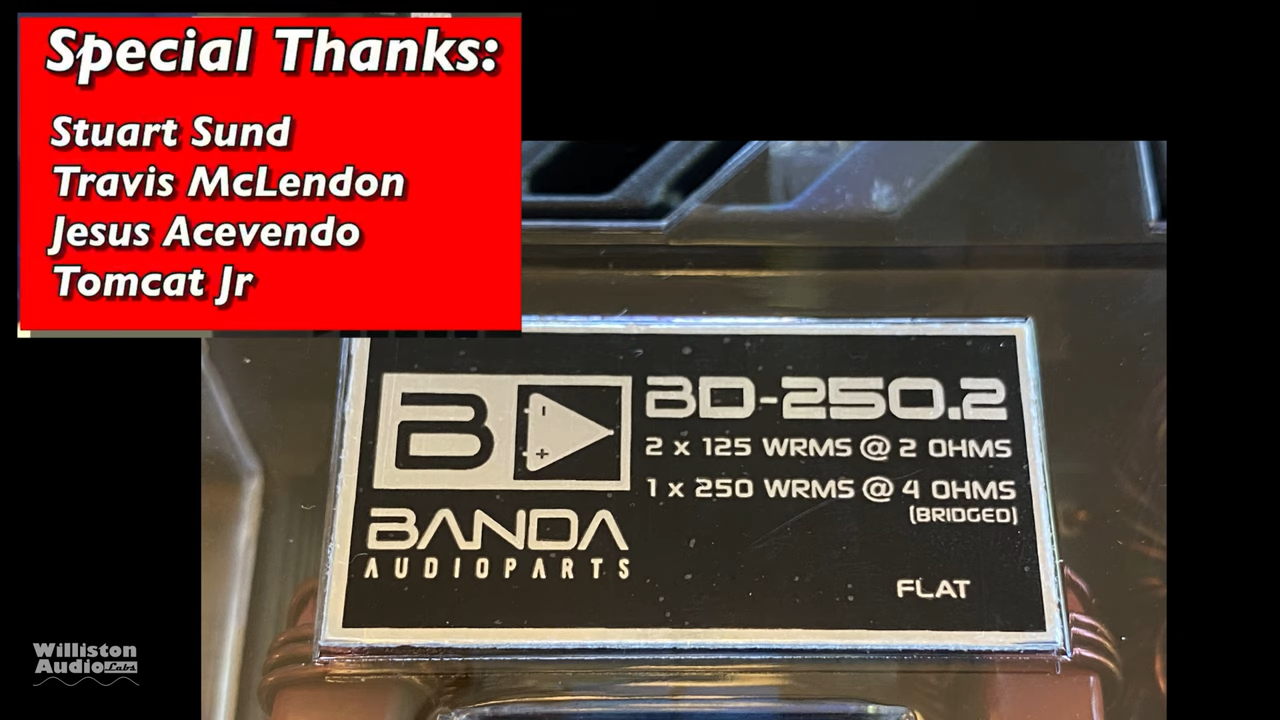 Special Thanks:
Stuart Sund
Travis McLendon
Jesus Acevendo
Tomcat Jr
B - +
BANDA
AUDIOPARTS
BD-250.2
2 x 125 WRMS @ 2 OHMS
1 x 250 WRMS @ 4 OHMS
(BRIDGED)
FLAT
Williston
Audio Labs